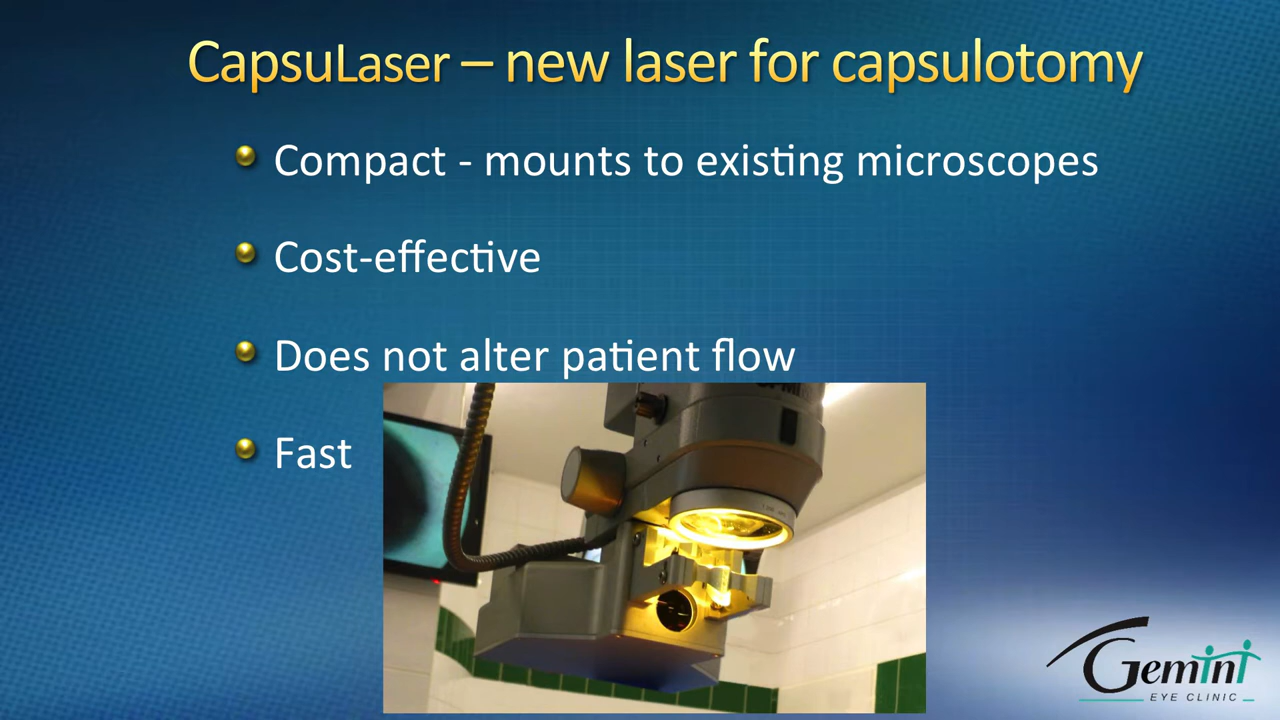 CapsuLaser – new laser for capsulotomy
Compact - mounts to existing microscopes
Cost-effective
Does not alter patient flow
Fast
Gemini
EYE CLINIC